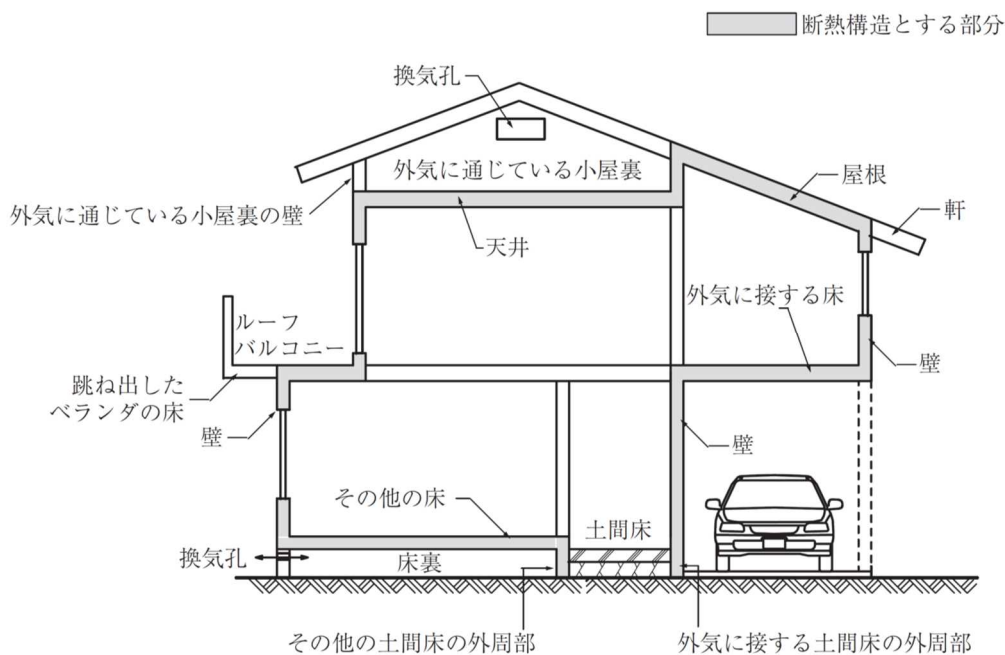 断熱構造とする部分
換気孔
外気に通じている小屋裏
屋根
外気に通じている小屋裏の壁
軒
天井
外気に接する床
ルーフ
バルコニー
壁
跳ね出した
ベランダの床
壁
壁
その他の床
土間床
換気孔
床裏
その他の土間床の外周部
外気に接する土間床の外周部